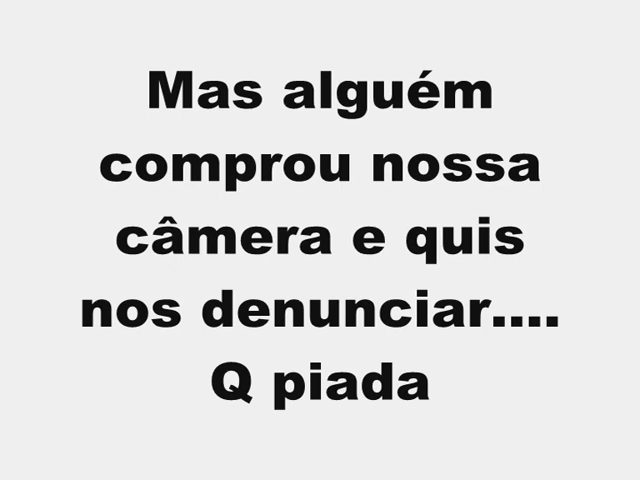 Mas alguém
comprou nossa
câmera e quis
nos denunciar....
Q piada